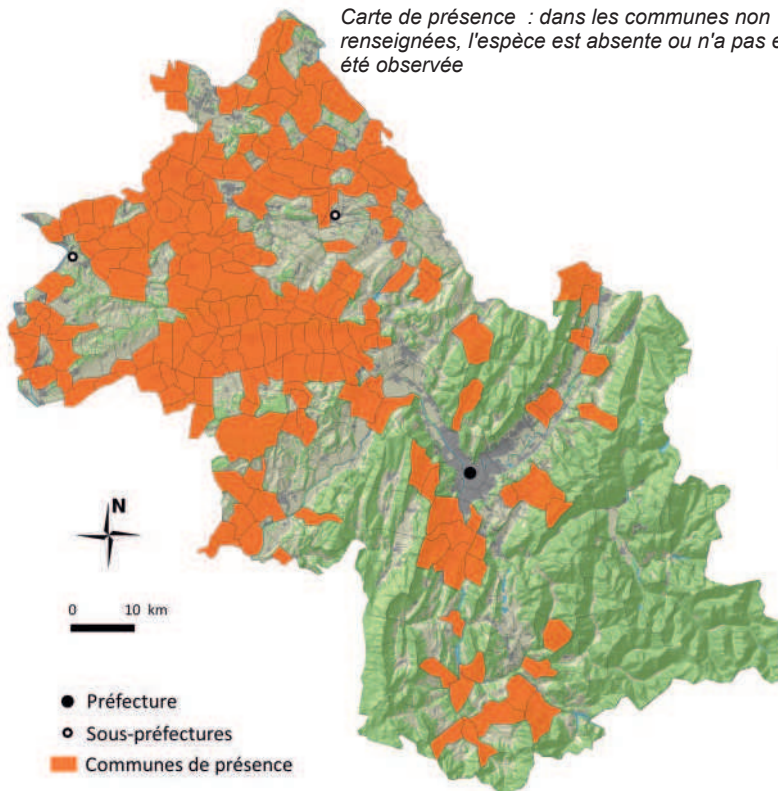 Carte de présence : dans les communes non
renseignées, l'espèce est absente ou n'a pas é
été observée
N
0 10 km
Préfecture
Sous-préfectures
Communes de présence